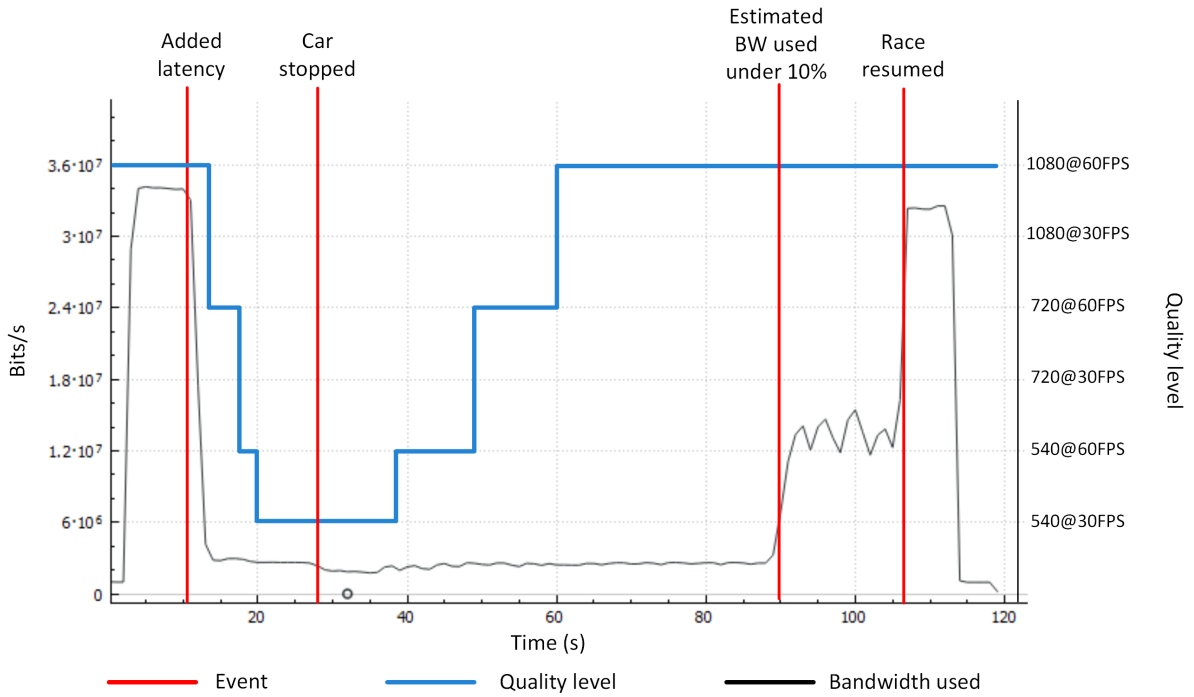 Estimated
Added
Car
BW used
Race
latency
stopped
under 10%
resumed
3.6*10⁷
1080@60FPS
3*10⁷
1080@30FPS
2.4*10⁷
720@60FPS
1.8*10⁷
720@30FPS
1.2*10⁷
540@60FPS
6*10⁶
540@30FPS
0
Bits/s
Quality level
20
40
60
80
100
120
Time (s)
Event
Quality level
Bandwidth used